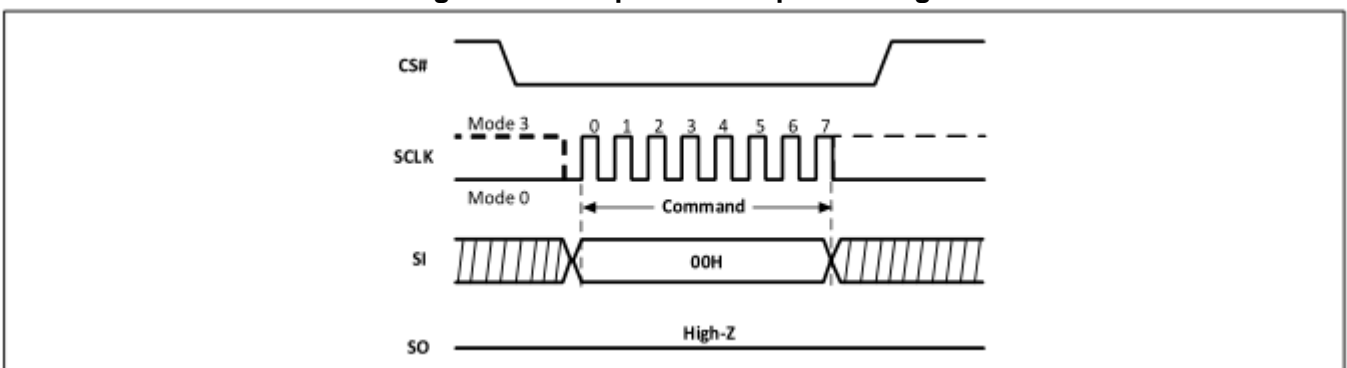 CS#
Mode 3
0 1 2 3 4 5 6 7
SCLK
Mode 0
Command
SI
00H
High-Z
SO